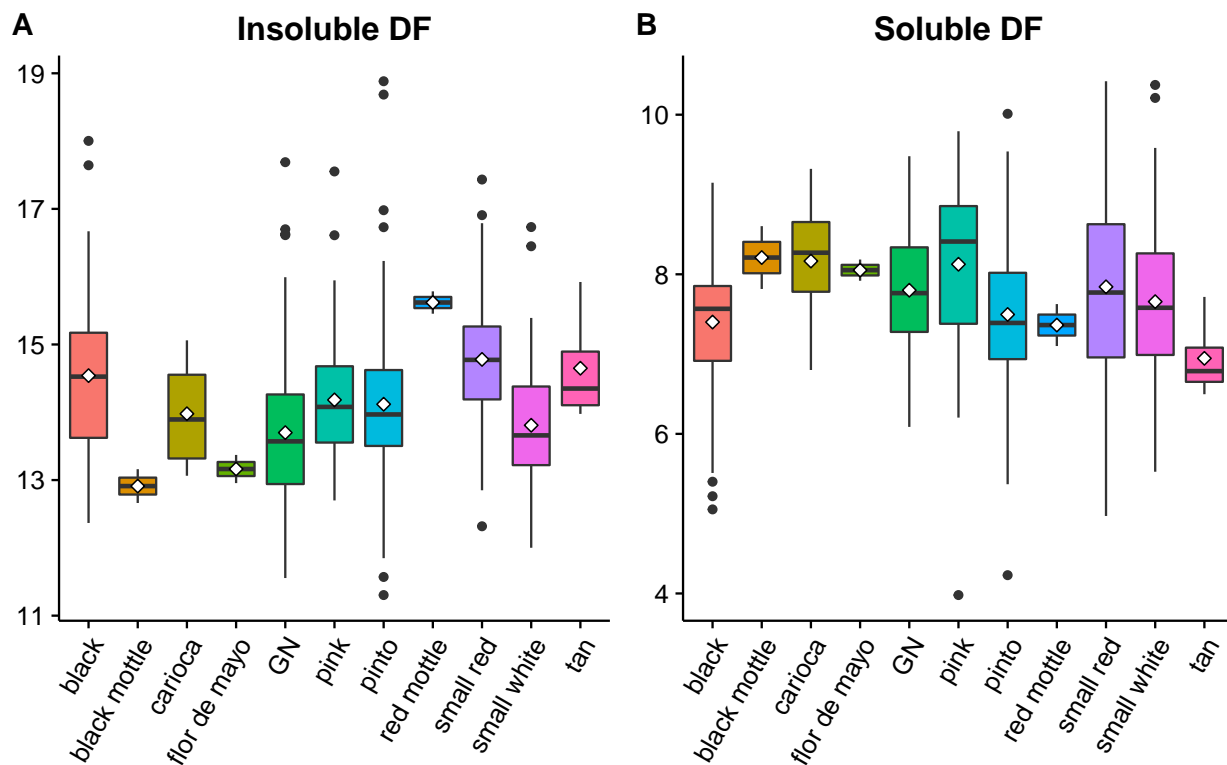 A
Insoluble DF
19
17
15
13
11
black
black mottle
carioca
flor de mayo
GN
pink
pinto
red mottle
small red
small white
tan
B
Soluble DF
10
8
6
4
black
black mottle
carioca
flor de mayo
GN
pink
pinto
red mottle
small red
small white
tan